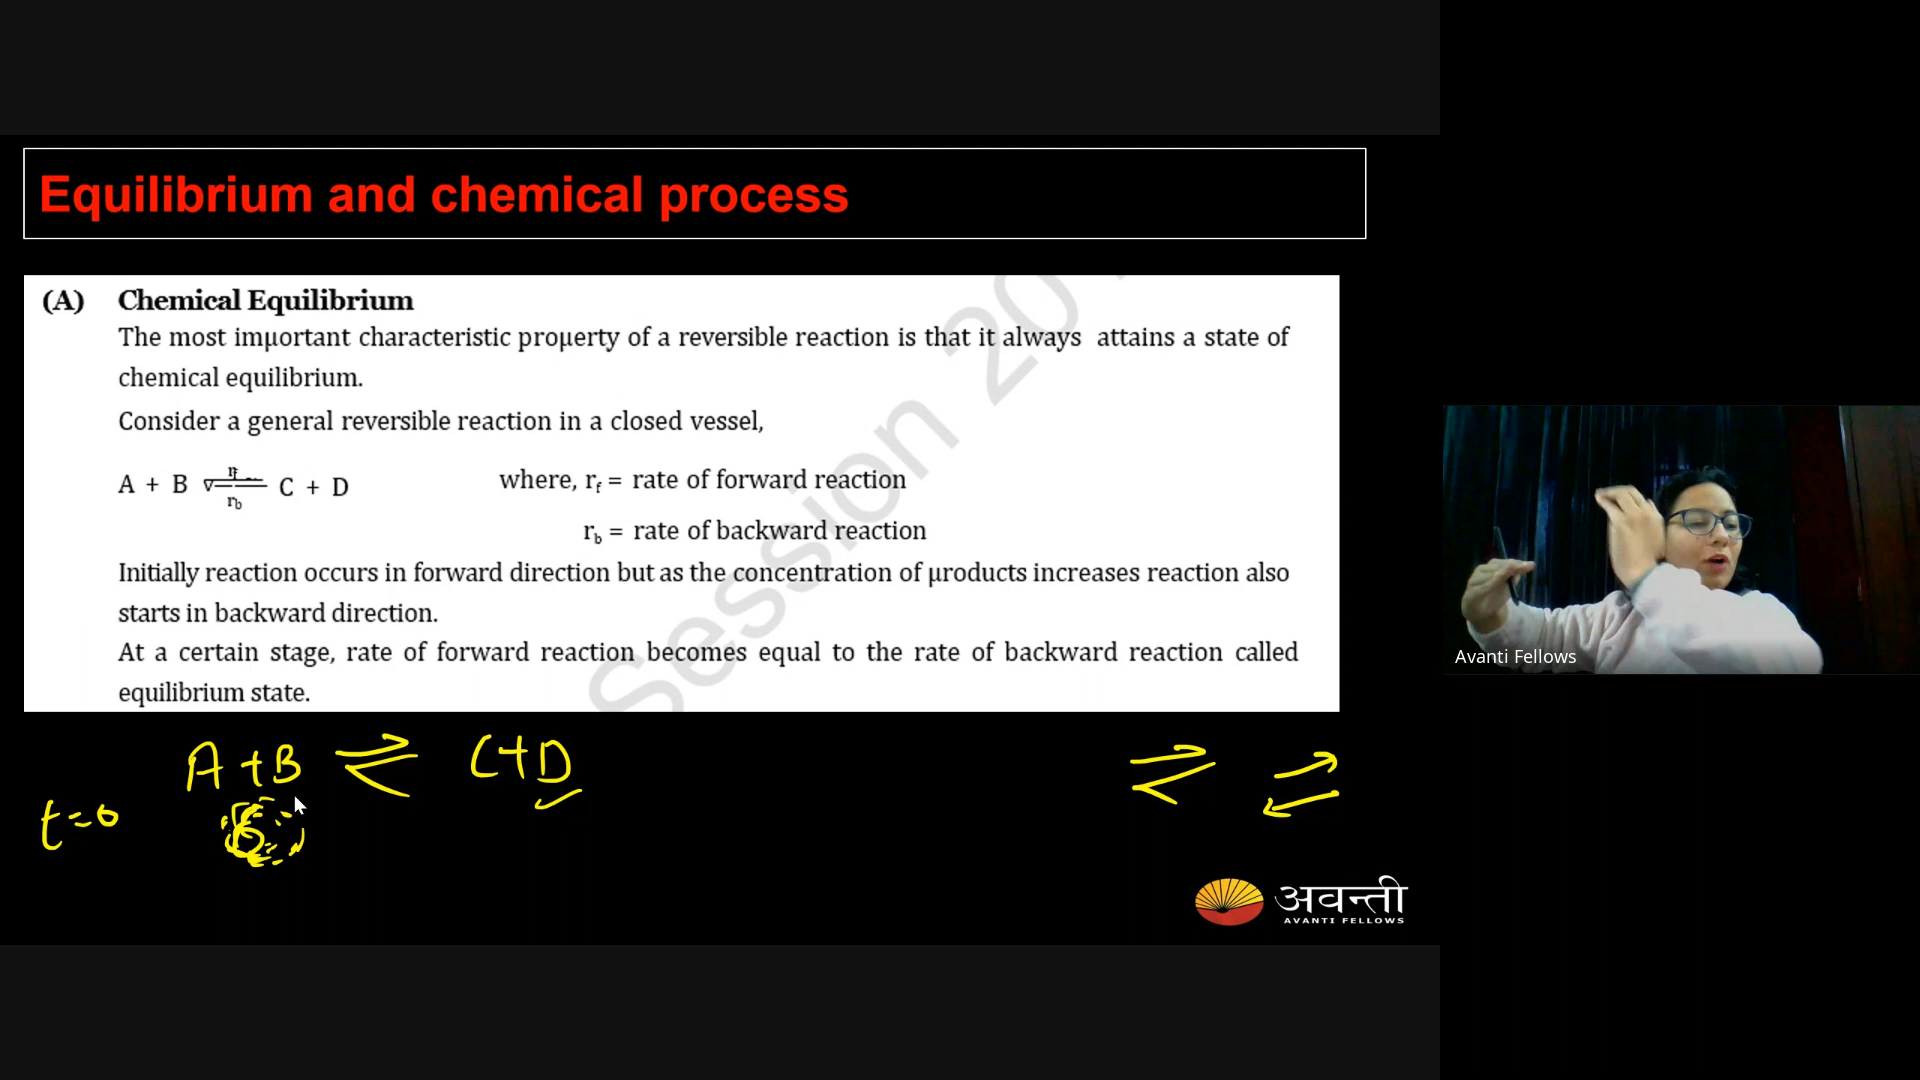 Equilibrium and chemical process
(A) Chemical Equilibrium
The most imμortant characteristic proμerty of a reversible reaction is that it always attains a state of
chemical equilibrium.
Consider a general reversible reaction in a closed vessel,
A + B ⇌ C + D where, rf = rate of forward reaction
rb
rb = rate of backward reaction
Initially reaction occurs in forward direction but as the concentration of μroducts increases reaction also
starts in backward direction.
At a certain stage, rate of forward reaction becomes equal to the rate of backward reaction called
equilibrium state.
Session 20
A + B ⇌ C + D ⇌ ⇌
t=0
अवन्ती
AVANTI FELLOWS
Avanti Fellows